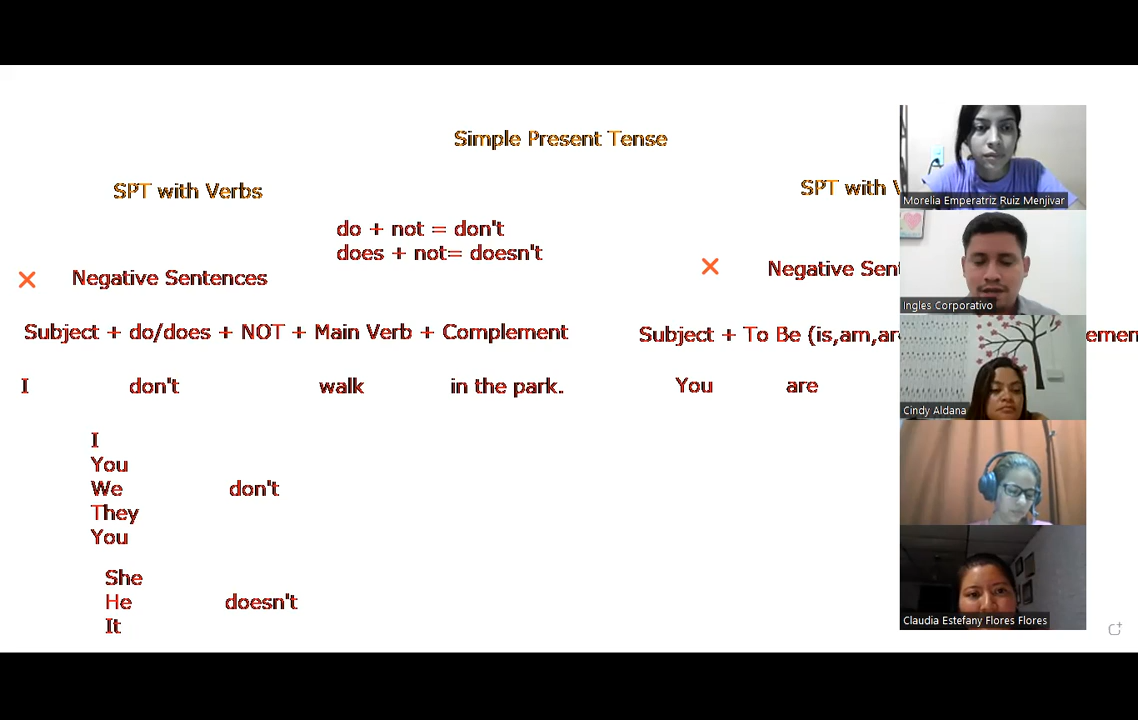 Simple Present Tense
SPT with Verbs
do + not = don't
does + not= doesn't
❌ Negative Sentences
Subject + do/does + NOT + Main Verb + Complement
I don't walk in the park.
I
You
We don't
They
You
She
He doesn't
It
SPT with
Negative Sent
Subject + To Be (is,am,are
You are
Morelia Emperatriz Ruiz Menjivar
Ingles Corporativo
Cindy Aldana
Claudia Estefany Flores Flores